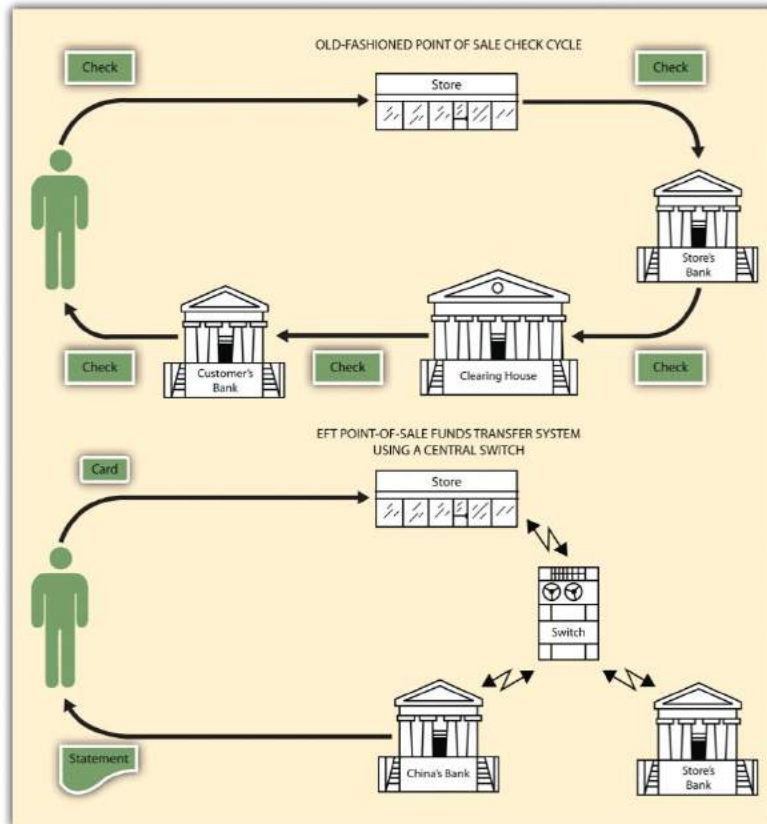 OLD-FASHIONED POINT OF SALE CHECK CYCLE
Check
Check
Store
Store's
Bank
Customer's
Bank
Clearing House
Check
Check
Check
EFT POINT-OF-SALE FUNDS TRANSFER SYSTEM
USING A CENTRAL SWITCH
Card
Store
Switch
Statement
China's Bank
Store's
Bank